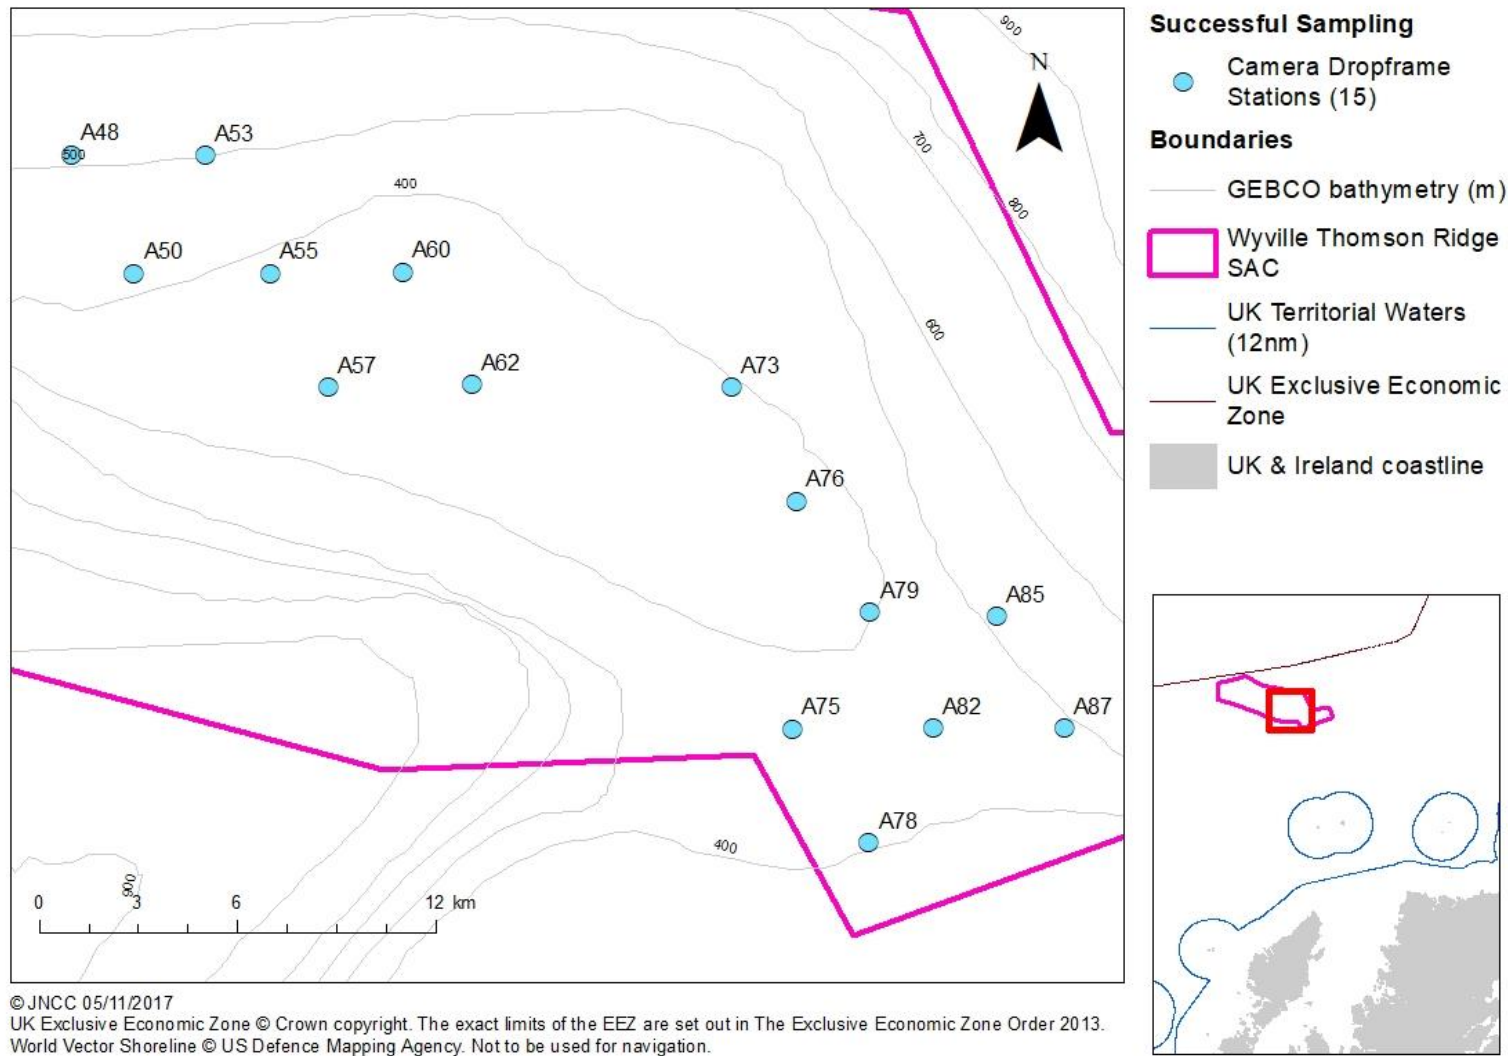 900
N
A48
A53
500
700
400
800
A50
A55
A60
600
A57
A62
A73
A76
A79
A85
A75
A82
A87
A78
400
900
0 3 6 12 km
Successful Sampling
Camera Dropframe
Stations (15)
Boundaries
GEBCO bathymetry (m)
Wyville Thomson Ridge
SAC
UK Territorial Waters
(12nm)
UK Exclusive Economic
Zone
UK & Ireland coastline
©JNCC 05/11/2017
UK Exclusive Economic Zone © Crown copyright. The exact limits of the EEZ are set out in The Exclusive Economic Zone Order 2013.
World Vector Shoreline © US Defence Mapping Agency. Not to be used for navigation.